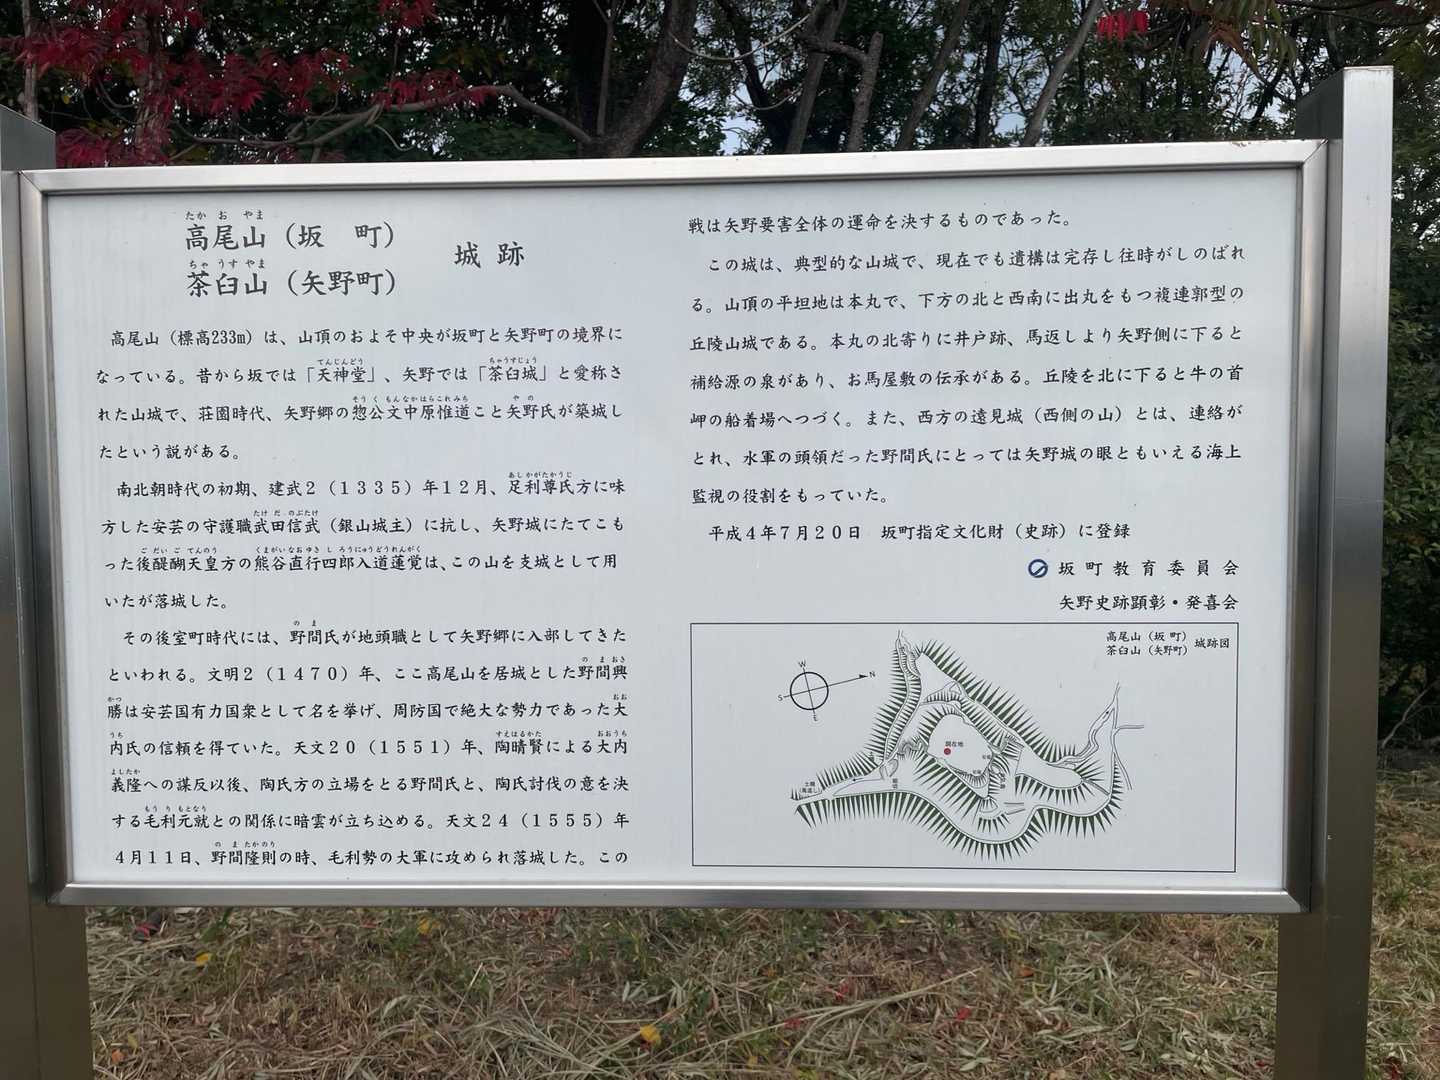 高尾山（坂　町）
茶臼山（矢野町）
城跡
高尾山（標高233m）は、山頂のおよそ中央が坂町と矢野町の境界に
なっている。昔から坂では「天神堂」、矢野では「茶臼城」と愛称さ
れた山城で、荘園時代、矢野郷の惣公文中原惟道こと矢野氏が築城し
たという説がある。
南北朝時代の初期、建武２（１３３５）年１２月、足利尊氏方に味
方した安芸の守護職武田信武（銀山城主）に抗し、矢野城にたてこも
った後醍醐天皇方の熊谷直行四郎入道蓮覚は、この山を支城として用
いたが落城した。
その後室町時代には、野間氏が地頭職として矢野郷に入部してきた
といわれる。文明２（１４７０）年、ここ高尾山を居城とした野間興
勝は安芸国有力国衆として名を挙げ、周防国で絶大な勢力であった大
内氏の信頼を得ていた。天文２０（１５５１）年、陶晴賢による大内
義隆への謀反以後、陶氏方の立場をとる野間氏と、陶氏討伐の意を決
する毛利元就との関係に暗雲が立ち込める。天文２４（１５５５）年
４月１１日、野間隆則の時、毛利勢の大軍に攻められ落城した。この
戦は矢野要害全体の運命を決するものであった。
この城は、典型的な山城で、現在でも遺構は完存し往時がしのばれ
る。山頂の平坦地は本丸で、下方の北と西南に出丸をもつ複連郭型の
丘陵山城である。本丸の北寄りに井戸跡、馬返しより矢野側に下ると
補給源の泉があり、お馬屋敷の伝承がある。丘陵を北に下ると牛の首
岬の船着場へつづく。また、西方の遠見城（西側の山）とは、連絡が
とれ、水軍の頭領だった野間氏にとっては矢野城の眼ともいえる海上
監視の役割をもっていた。
平成４年７月２０日　坂町指定文化財（史跡）に登録
坂町教育委員会
矢野史跡顕彰・発喜会
高尾山（坂　町）
茶臼山（矢野町）
城跡図
W
N
S
E
現在地